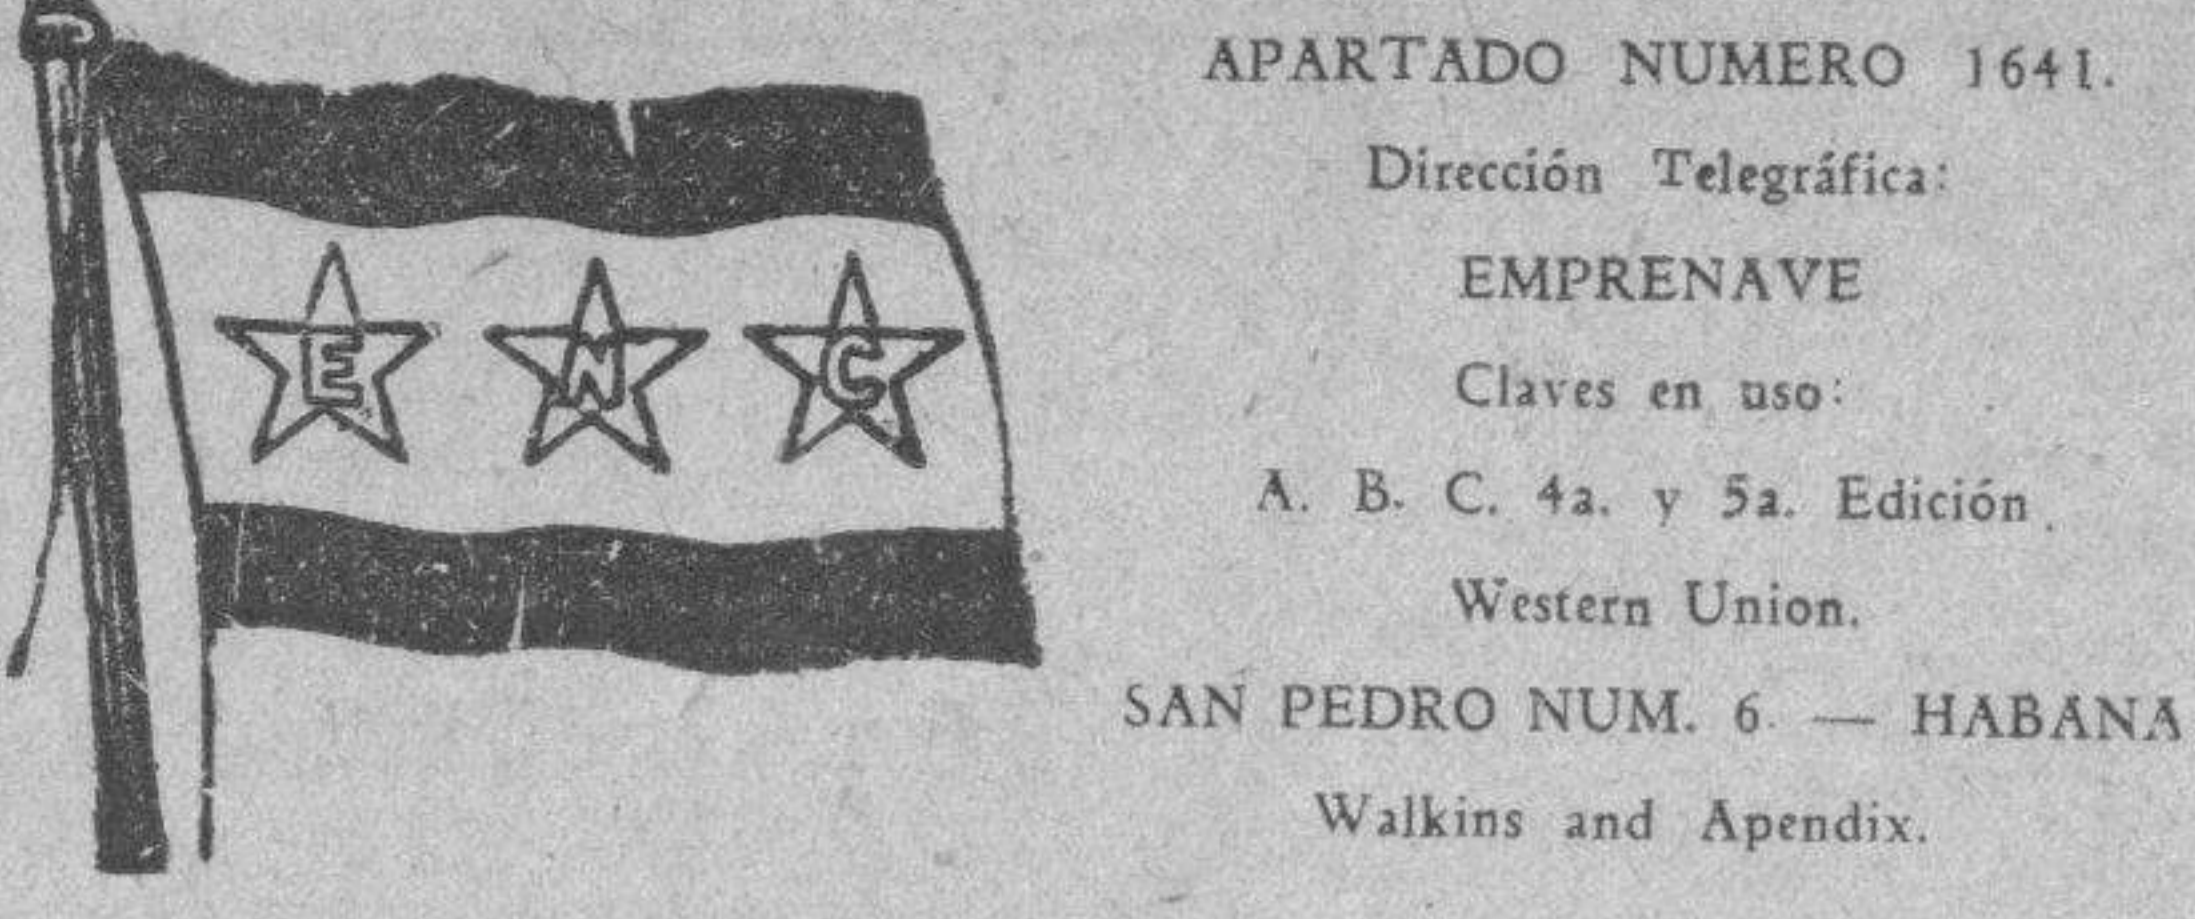 E N C
APARTADO NUMERO 1641.
Dirección Telegráfica:
EMPRENAVE
Claves en uso:
A. B. C. 4a. y 5a. Edición.
Western Union.
SAN PEDRO NUM. 6. — HABANA
Walkins and Apendix.